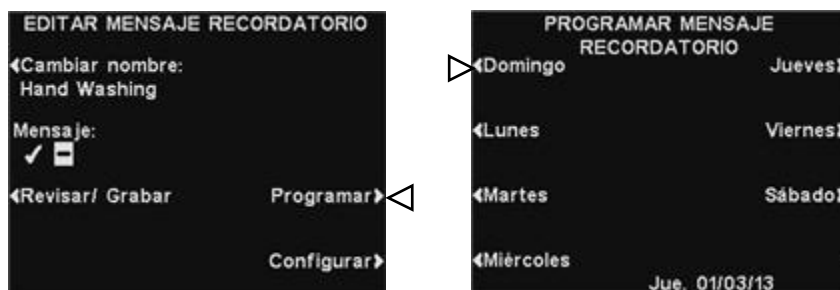 EDITAR MENSAJE RECORDATORIO
Cambiar nombre:
Hand Washing
Mensaje:
Revisar/ Grabar
Programar
Configurar
PROGRAMAR MENSAJE
RECORDATORIO
Domingo
Jueves
Lunes
Viernes
Martes
Sábado
Miércoles
Jue. 01/03/13